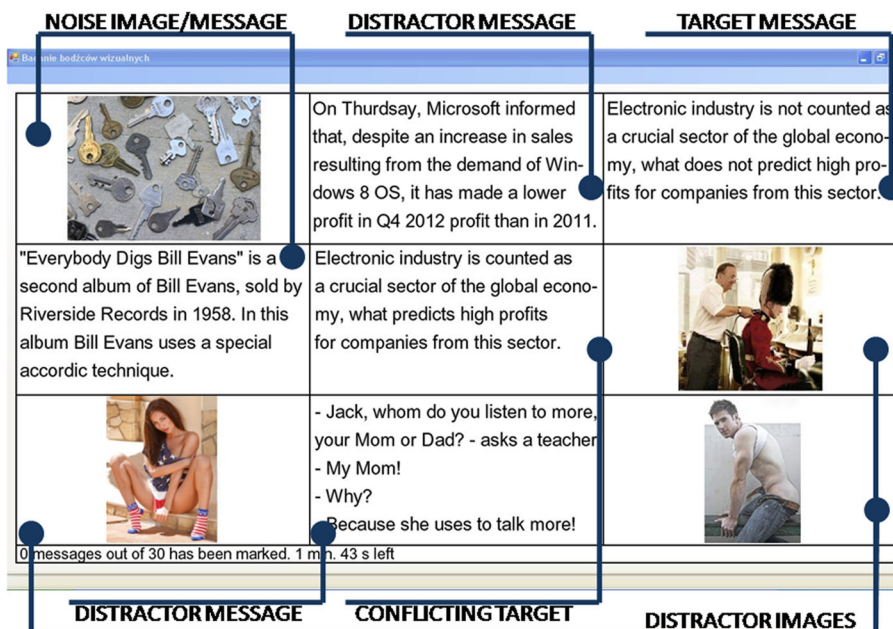 NOISE IMAGE/MESSAGE
DISTRACTOR MESSAGE
TARGET MESSAGE
Badanie bodźców wizualnych
On Thurdsay, Microsoft informed
that, despite an increase in sales
resulting from the demand of Win-
dows 8 OS, it has made a lower
profit in Q4 2012 profit than in 2011.
Electronic industry is not counted as
a crucial sector of the global econo-
my, what does not predict high pro-
fits for companies from this sector.
"Everybody Digs Bill Evans" is a
second album of Bill Evans, sold by
Riverside Records in 1958. In this
album Bill Evans uses a special
accordic technique.
Electronic industry is counted as
a crucial sector of the global econo-
my, what predicts high profits
for companies from this sector.
- Jack, whom do you listen to more,
your Mom or Dad? - asks a teacher
- My Mom!
- Why?
Because she uses to talk more!
0 messages out of 30 has been marked. 1 min. 43 s left
DISTRACTOR MESSAGE
CONFLICTING TARGET
DISTRACTOR IMAGES